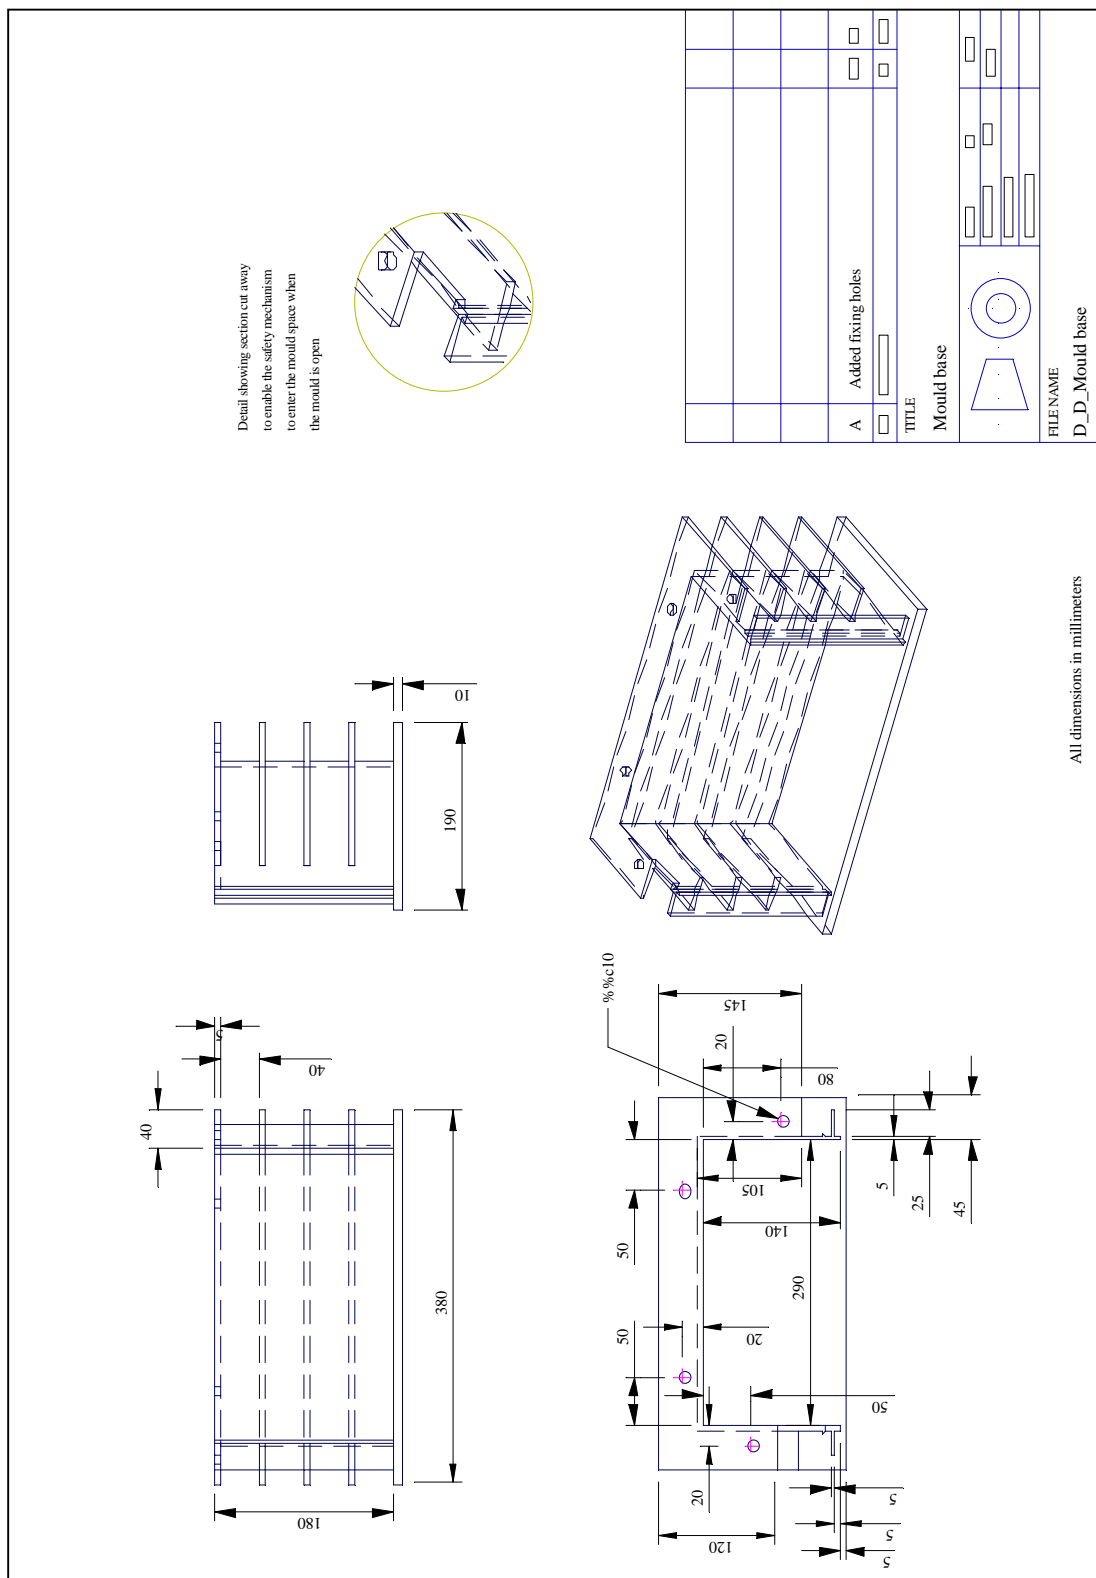 Detail showing section cut away
to enable the safety mechanism
to enter the mould space when
the mould is open
A
Added fixing holes
TITLE
Mould base
FILE NAME
D_D_Mould base
All dimensions in millimeters
10
190
5
40
40
380
180
%%c10
145
20
80
50
105
140
5
25
45
290
50
20
50
20
120
5
5
5